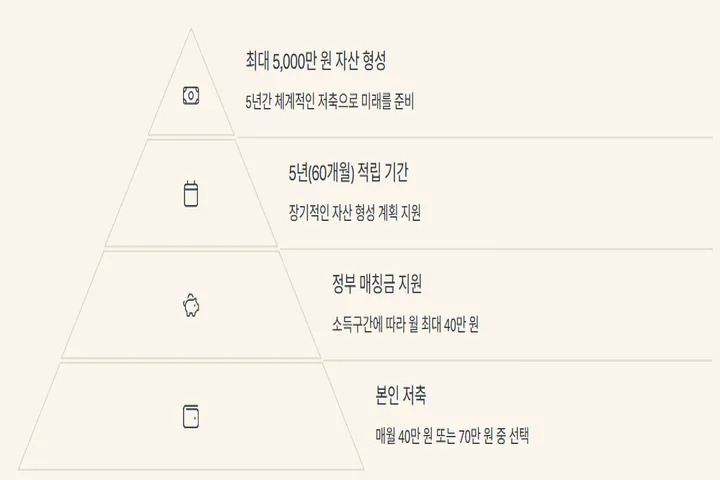 최대 5,000만 원 자산 형성
5년간 체계적인 저축으로 미래를 준비
5년(60개월) 적립 기간
장기적인 자산 형성 계획 지원
정부 매칭금 지원
소득구간에 따라 월 최대 40만 원
본인 저축
매월 40만 원 또는 70만 원 중 선택